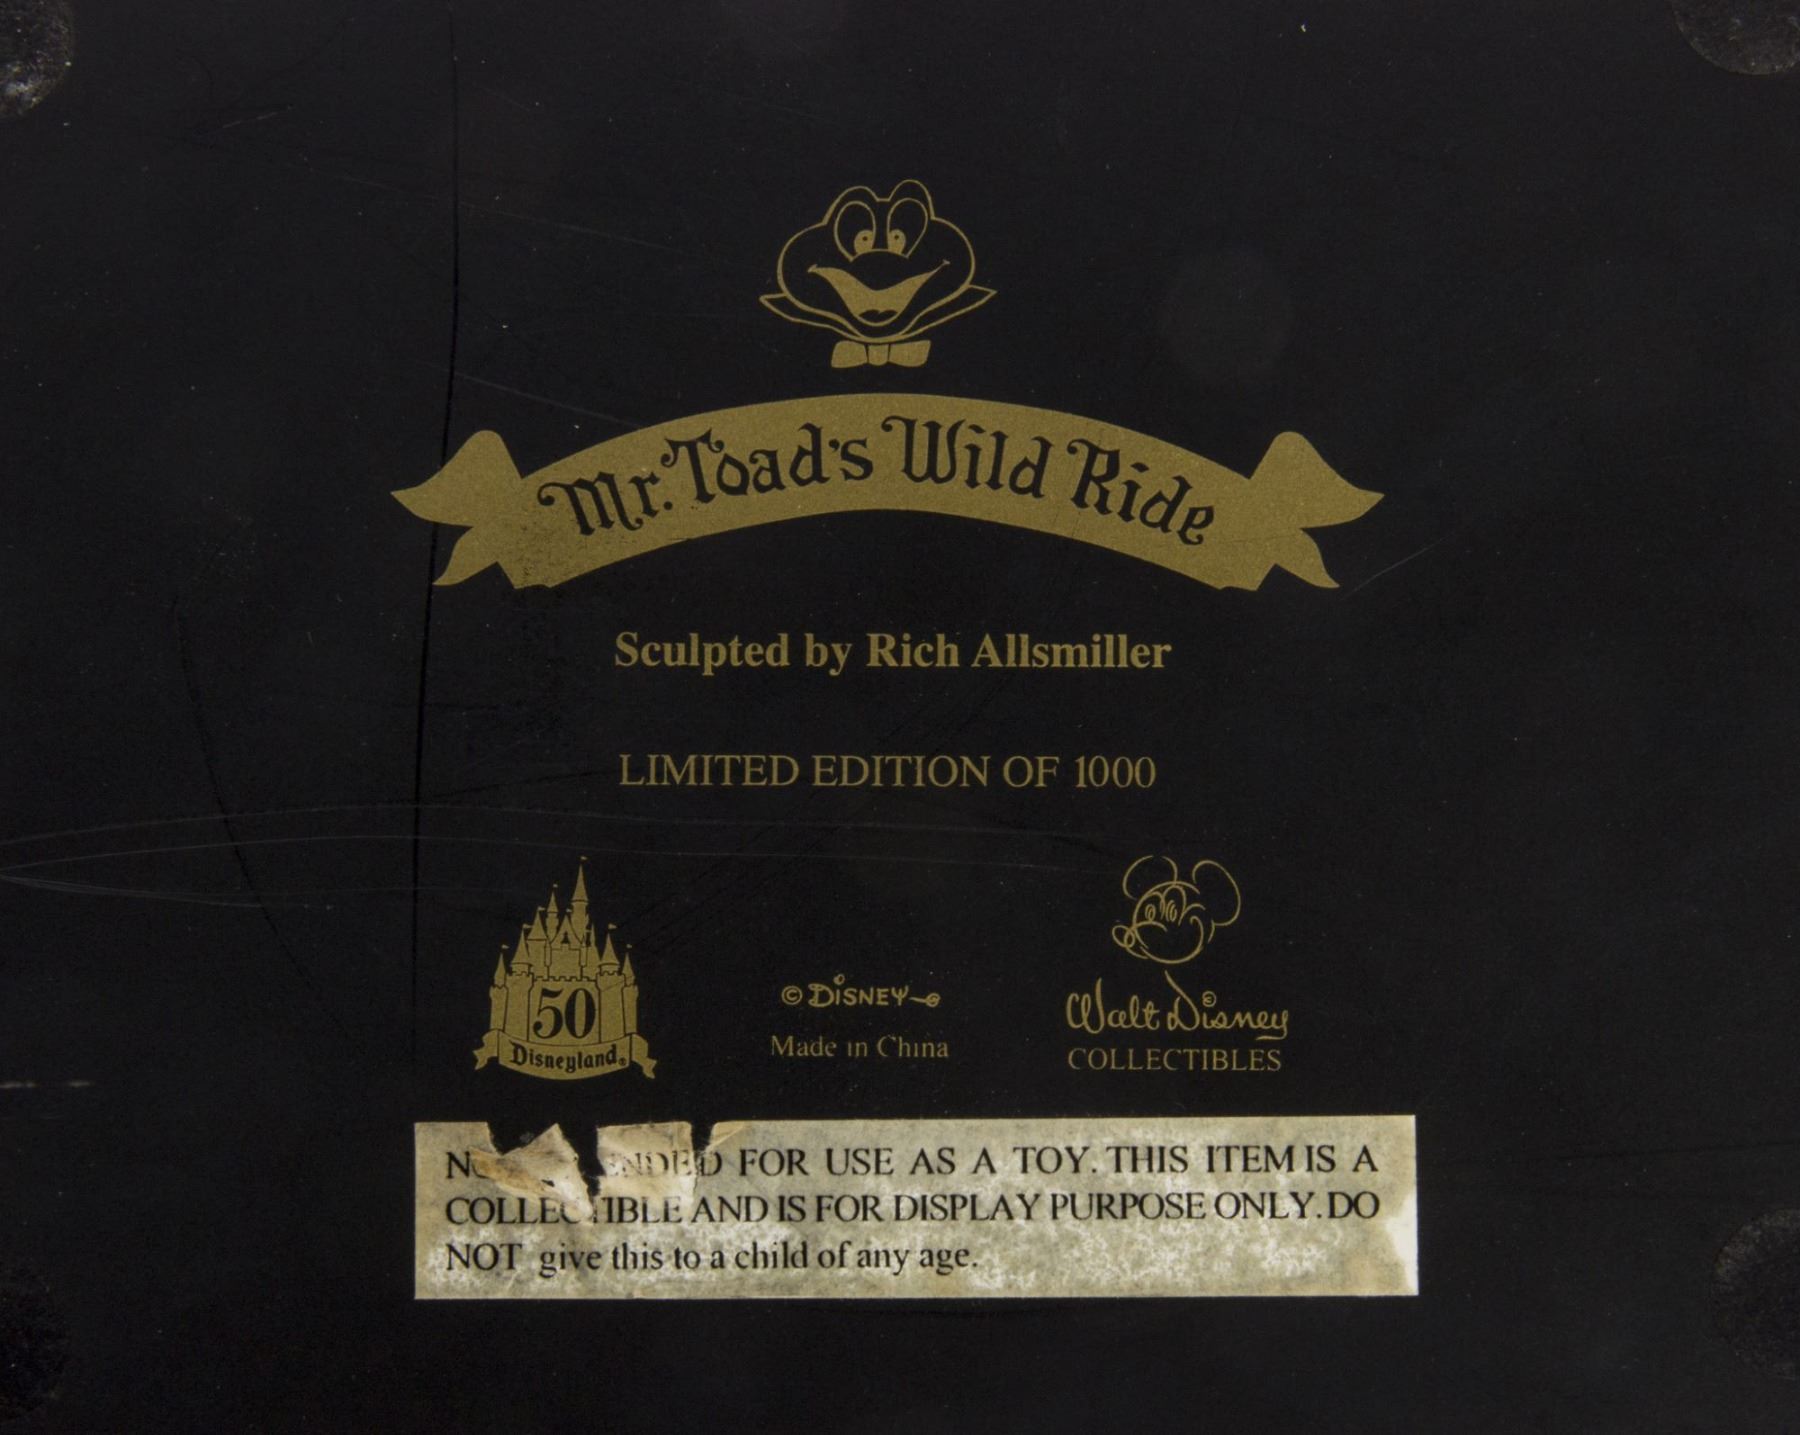 Mr. Toad's Wild Ride
Sculpted by Rich Allsmiller
LIMITED EDITION OF 1000
50
Disneyland®
© DISNEY
Made in China
Walt Disney
COLLECTIBLES
FOR USE AS A TOY. THIS ITEM IS A
COLLECTIBLE AND IS FOR DISPLAY PURPOSE ONLY. DO
NOT give this to a child of any age.